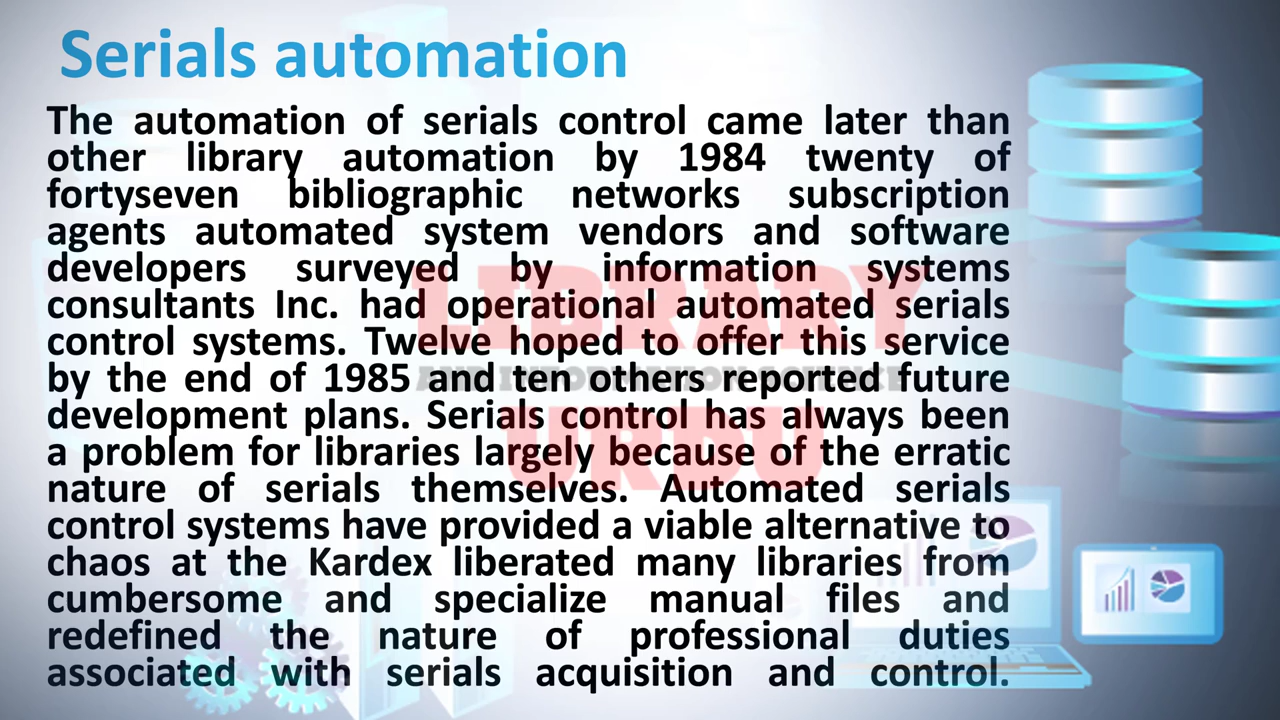 Serials automation
The automation of serials control came later than
other library automation by 1984 twenty of
fortyseven bibliographic networks subscription
agents automated system vendors and software
developers surveyed by information systems
consultants Inc. had operational automated serials
control systems. Twelve hoped to offer this service
by the end of 1985 and ten others reported future
development plans. Serials control has always been
a problem for libraries largely because of the erratic
nature of serials themselves. Automated serials
control systems have provided a viable alternative to
chaos at the Kardex liberated many libraries from
cumbersome and specialize manual files and
redefined the nature of professional duties
associated with serials acquisition and control.
LIBRARY
AND INFORMATION SCIENCE
URDU